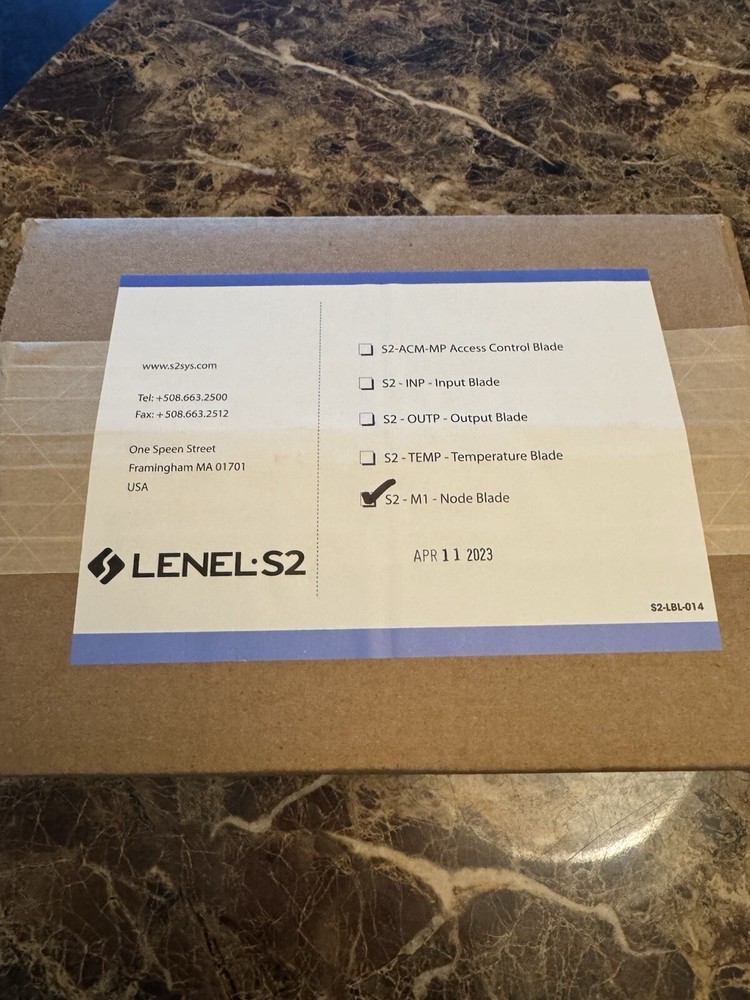 www.s2sys.com
Tel: +508.663.2500
Fax: +508.663.2512
One Speen Street
Framingham MA 01701
USA
LENEL·S2
S2-ACM-MP Access Control Blade
S2 - INP - Input Blade
S2 - OUTP - Output Blade
S2 - TEMP - Temperature Blade
S2 - M1 - Node Blade
APR 11 2023
S2-LBL-014